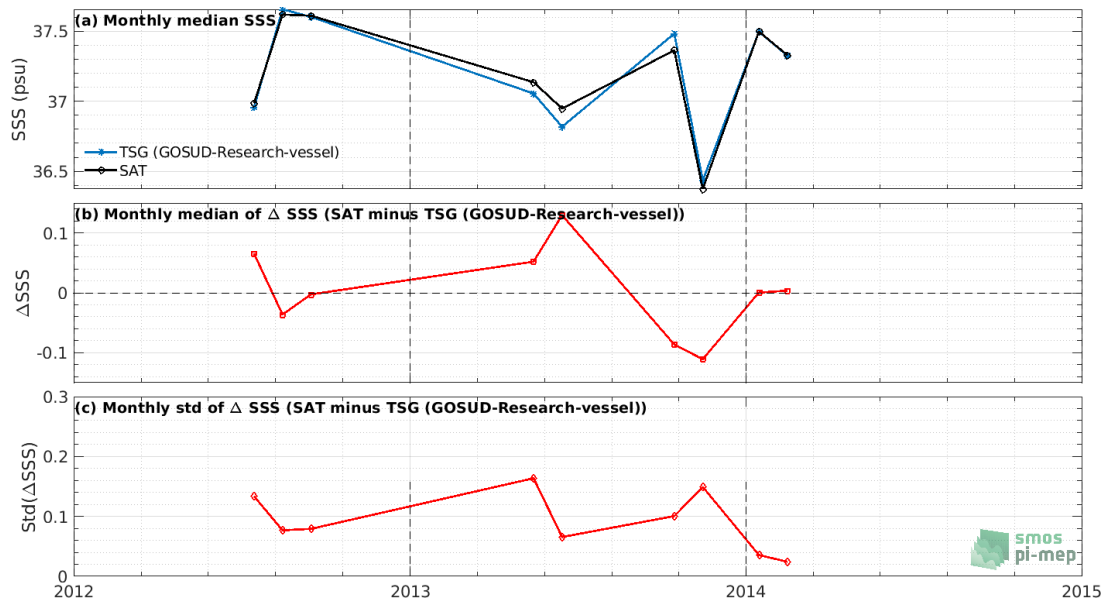 (a) Monthly median SSS
37.5
37
36.5
SSS (psu)
TSG (GOSUD-Research-vessel)
SAT
(b) Monthly median of Δ SSS (SAT minus TSG (GOSUD-Research-vessel))
0.1
0
-0.1
ΔSSS
(c) Monthly std of Δ SSS (SAT minus TSG (GOSUD-Research-vessel))
0.3
0.2
0.1
0
Std(ΔSSS)
smos
pi-mep
2012
2013
2014
2015